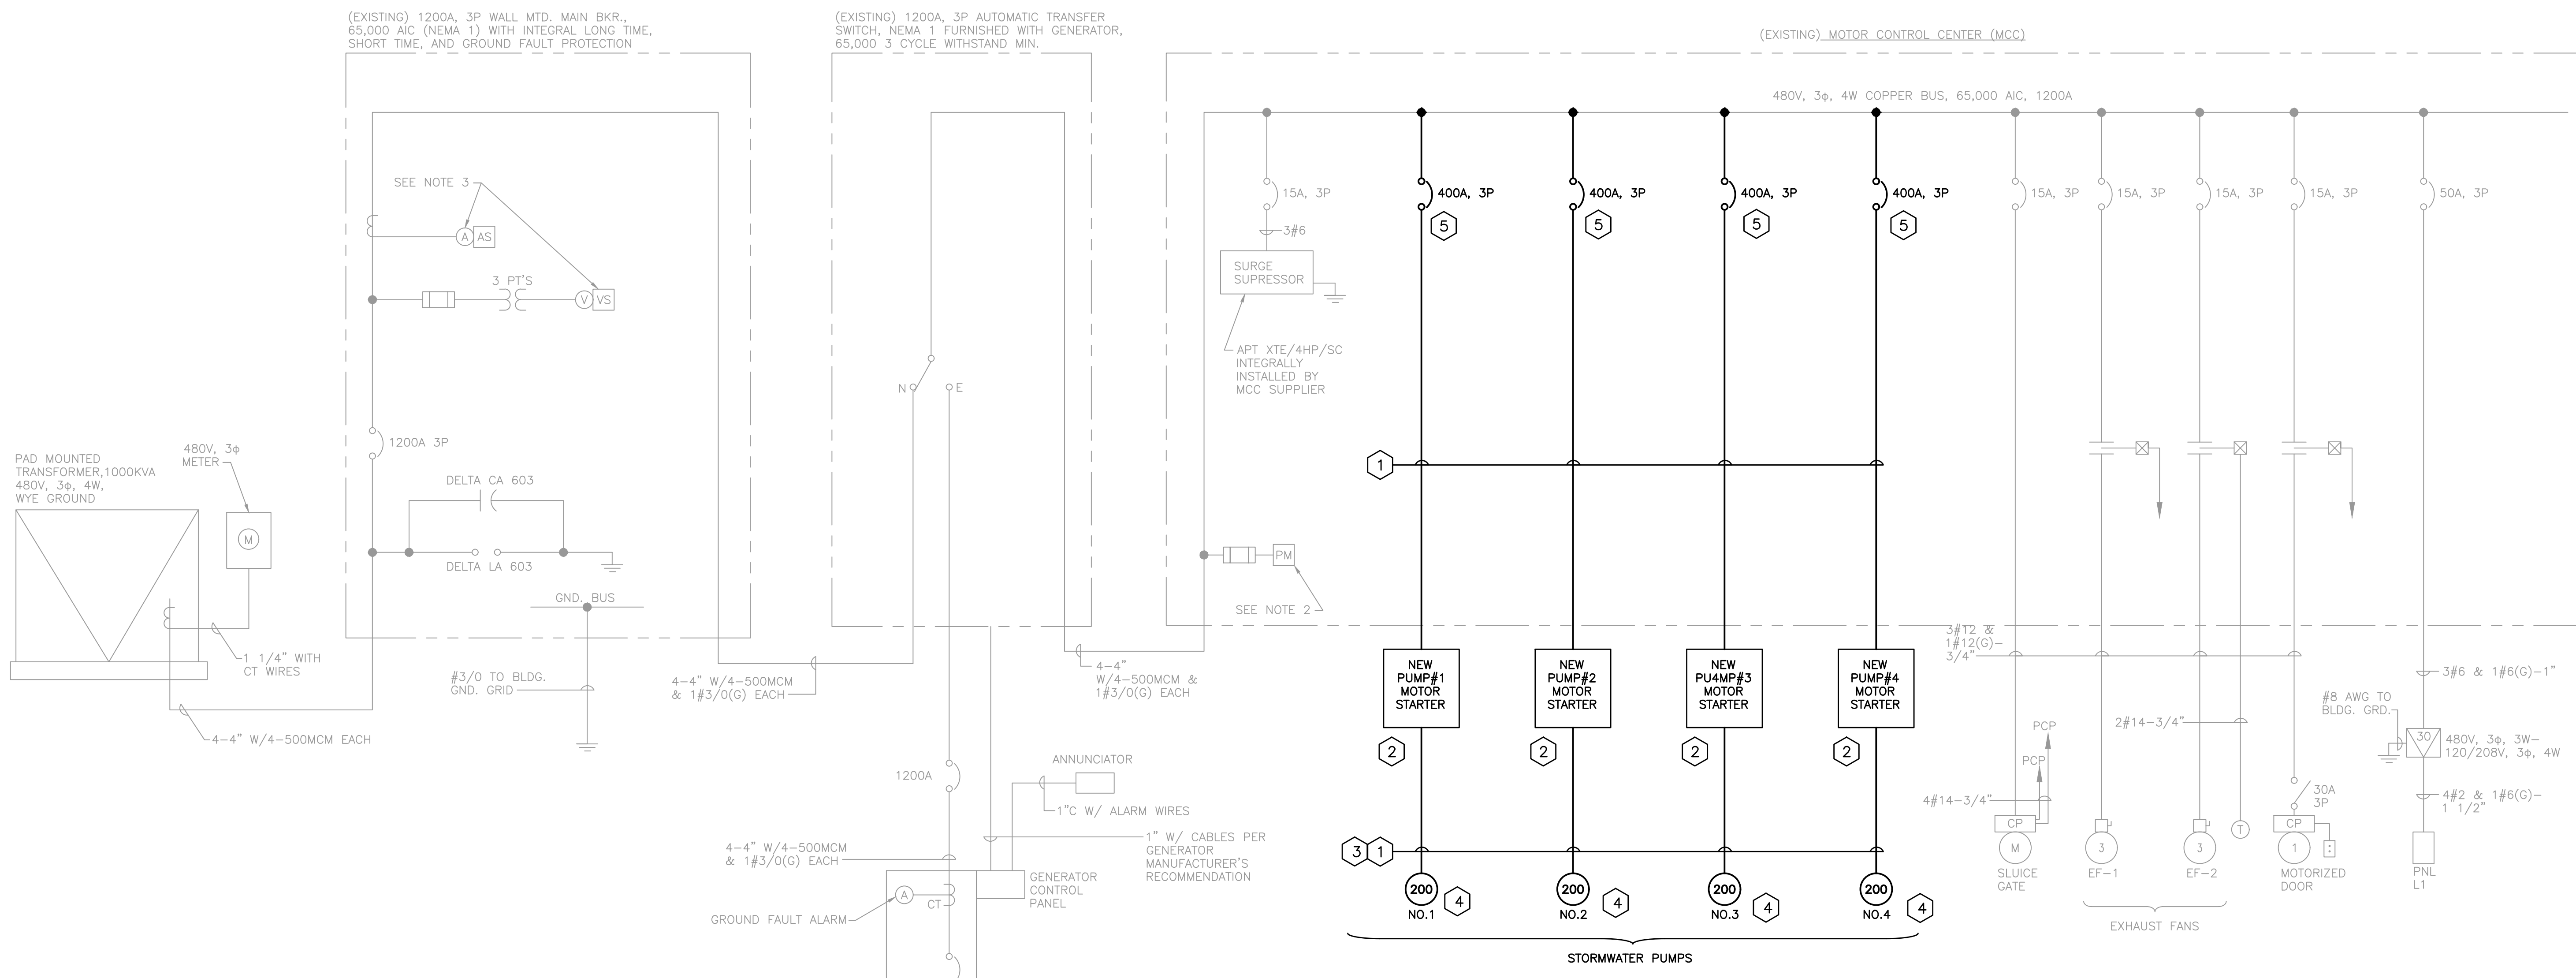 (EXISTING) 1200A, 3P WALL MTD. MAIN BKR.,
65,000 AIC (NEMA 1) WITH INTEGRAL LONG TIME,
SHORT TIME, AND GROUND FAULT PROTECTION
(EXISTING) 1200A, 3P AUTOMATIC TRANSFER
SWITCH, NEMA 1 FURNISHED WITH GENERATOR,
65,000 3 CYCLE WITHSTAND MIN.
(EXISTING) MOTOR CONTROL CENTER (MCC)
480V, 3ϕ, 4W COPPER BUS, 65,000 AIC, 1200A
SEE NOTE 3
A AS
3 PT'S
V VS
1200A 3P
DELTA CA 603
DELTA LA 603
GND. BUS
#3/0 TO BLDG.
GND. GRID
PAD MOUNTED
TRANSFORMER,1000KVA
480V, 3ϕ, 4W,
WYE GROUND
480V, 3ϕ
METER
M
1 1/4" WITH
CT WIRES
4-4" W/4-500MCM EACH
4-4" W/4-500MCM
& 1#3/0(G) EACH
N
E
4-4"
W/4-500MCM &
1#3/0(G) EACH
1200A
ANNUNCIATOR
1"C W/ ALARM WIRES
1" W/ CABLES PER
GENERATOR
MANUFACTURER'S
RECOMMENDATION
4-4" W/4-500MCM
& 1#3/0(G) EACH
GENERATOR
CONTROL
PANEL
A
CT
GROUND FAULT ALARM
15A, 3P
3#6
SURGE
SUPRESSOR
APT XTE/4HP/SC
INTEGRALLY
INSTALLED BY
MCC SUPPLIER
PM
SEE NOTE 2
400A, 3P
5
400A, 3P
5
400A, 3P
5
400A, 3P
5
1
NEW
PUMP#1
MOTOR
STARTER
2
NEW
PUMP#2
MOTOR
STARTER
2
NEW
PU4MP#3
MOTOR
STARTER
2
NEW
PUMP#4
MOTOR
STARTER
2
3 1
200
NO.1
4
200
NO.2
4
200
NO.3
4
200
NO.4
4
STORMWATER PUMPS
15A, 3P
15A, 3P
15A, 3P
15A, 3P
50A, 3P
3#12 &
1#12(G)-
3/4"
PCP
PCP
4#14-3/4"
CP
M
SLUICE
GATE
3
EF-1
2#14-3/4"
3
EF-2
T
EXHAUST FANS
30A
3P
CP
1
MOTORIZED
DOOR
3#6 & 1#6(G)-1"
#8 AWG TO
BLDG. GRD.
30
480V, 3ϕ, 3W-
120/208V, 3ϕ, 4W
4#2 & 1#6(G)-
1 1/2"
PNL
L1